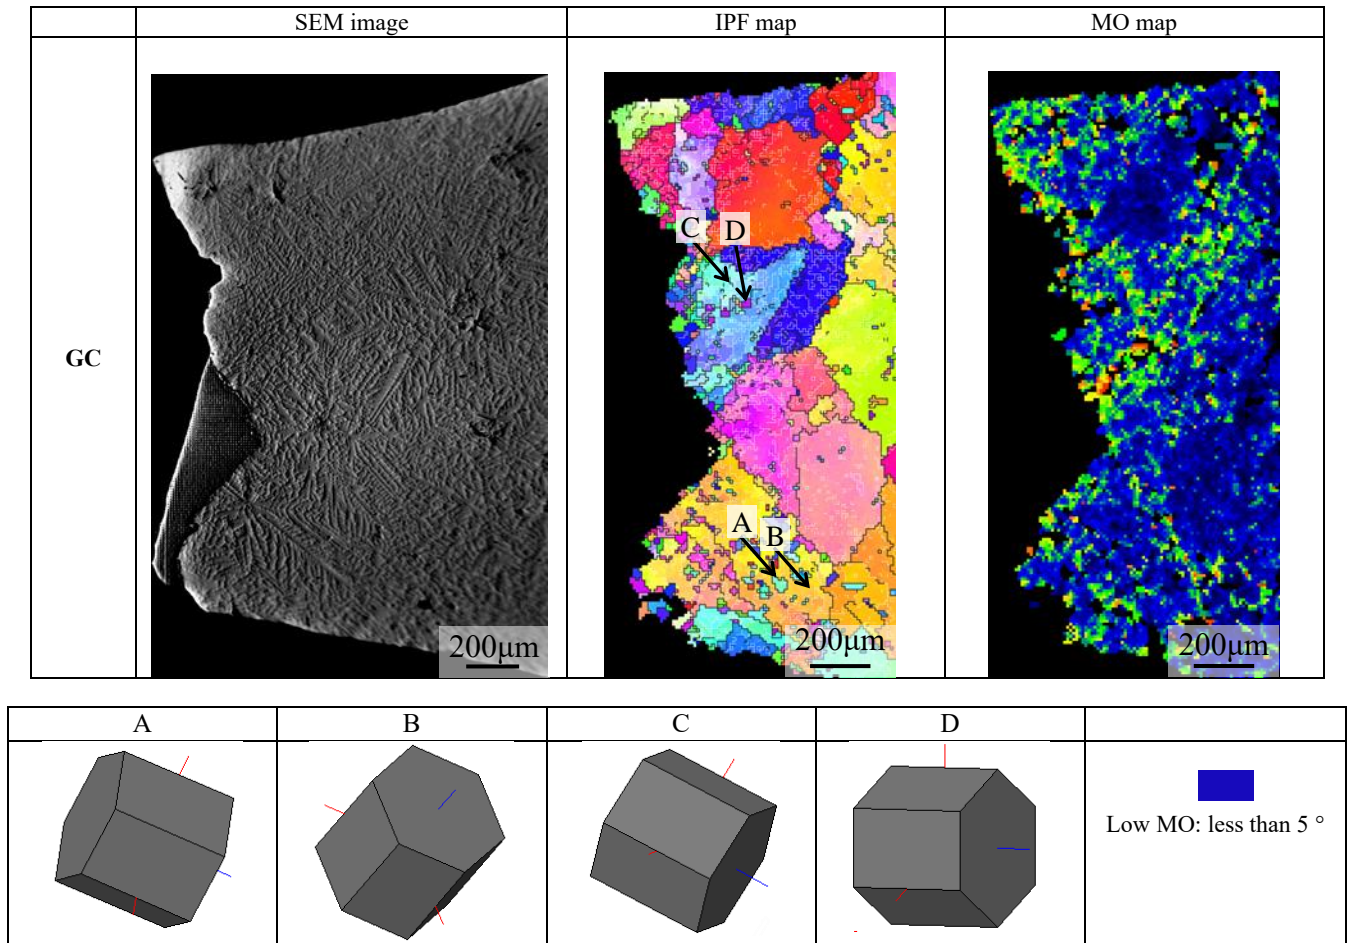 SEM image IPF map MO map
GC
C D
A B
200μm 200μm 200μm
A B C D
Low MO: less than 5 °